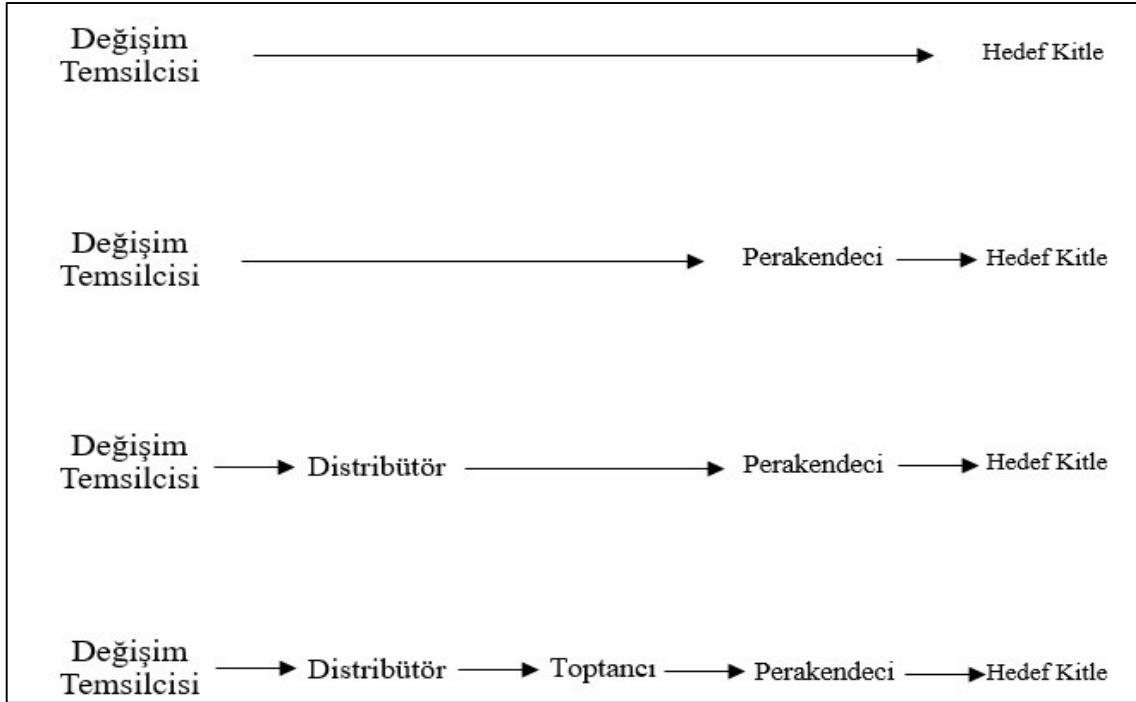 Değişim
Temsilcisi
Hedef Kitle
Değişim
Temsilcisi
Perakendeci
Hedef Kitle
Değişim
Temsilcisi
Distribütör
Perakendeci
Hedef Kitle
Değişim
Temsilcisi
Distribütör
Toptancı
Perakendeci
Hedef Kitle